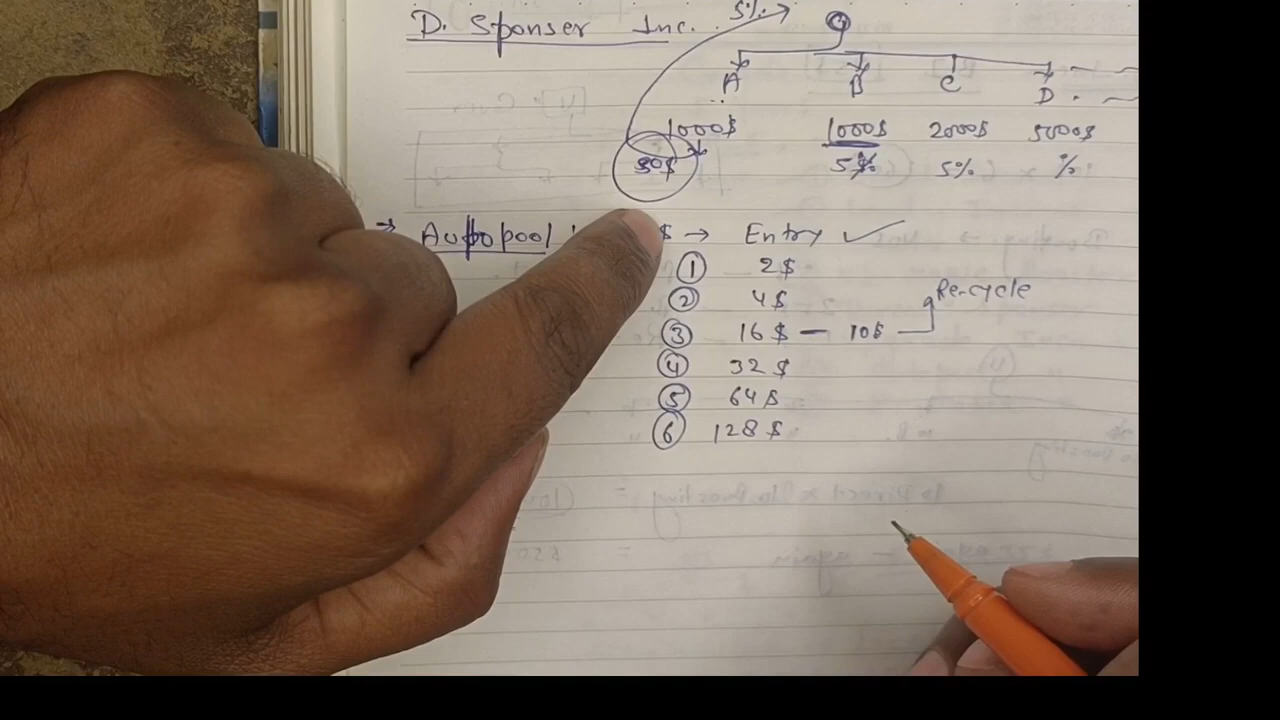 D. Sponser Inc. 5%
A B C D.
1000$ 1000$ 2000$ 5000$
50$ 5% 5% %
→ Autopool $ → Entry ✓
① 2$
② 4$ Re-cycle
③ 16$ — 10$
④ 32$
⑤ 64$
⑥ 128$